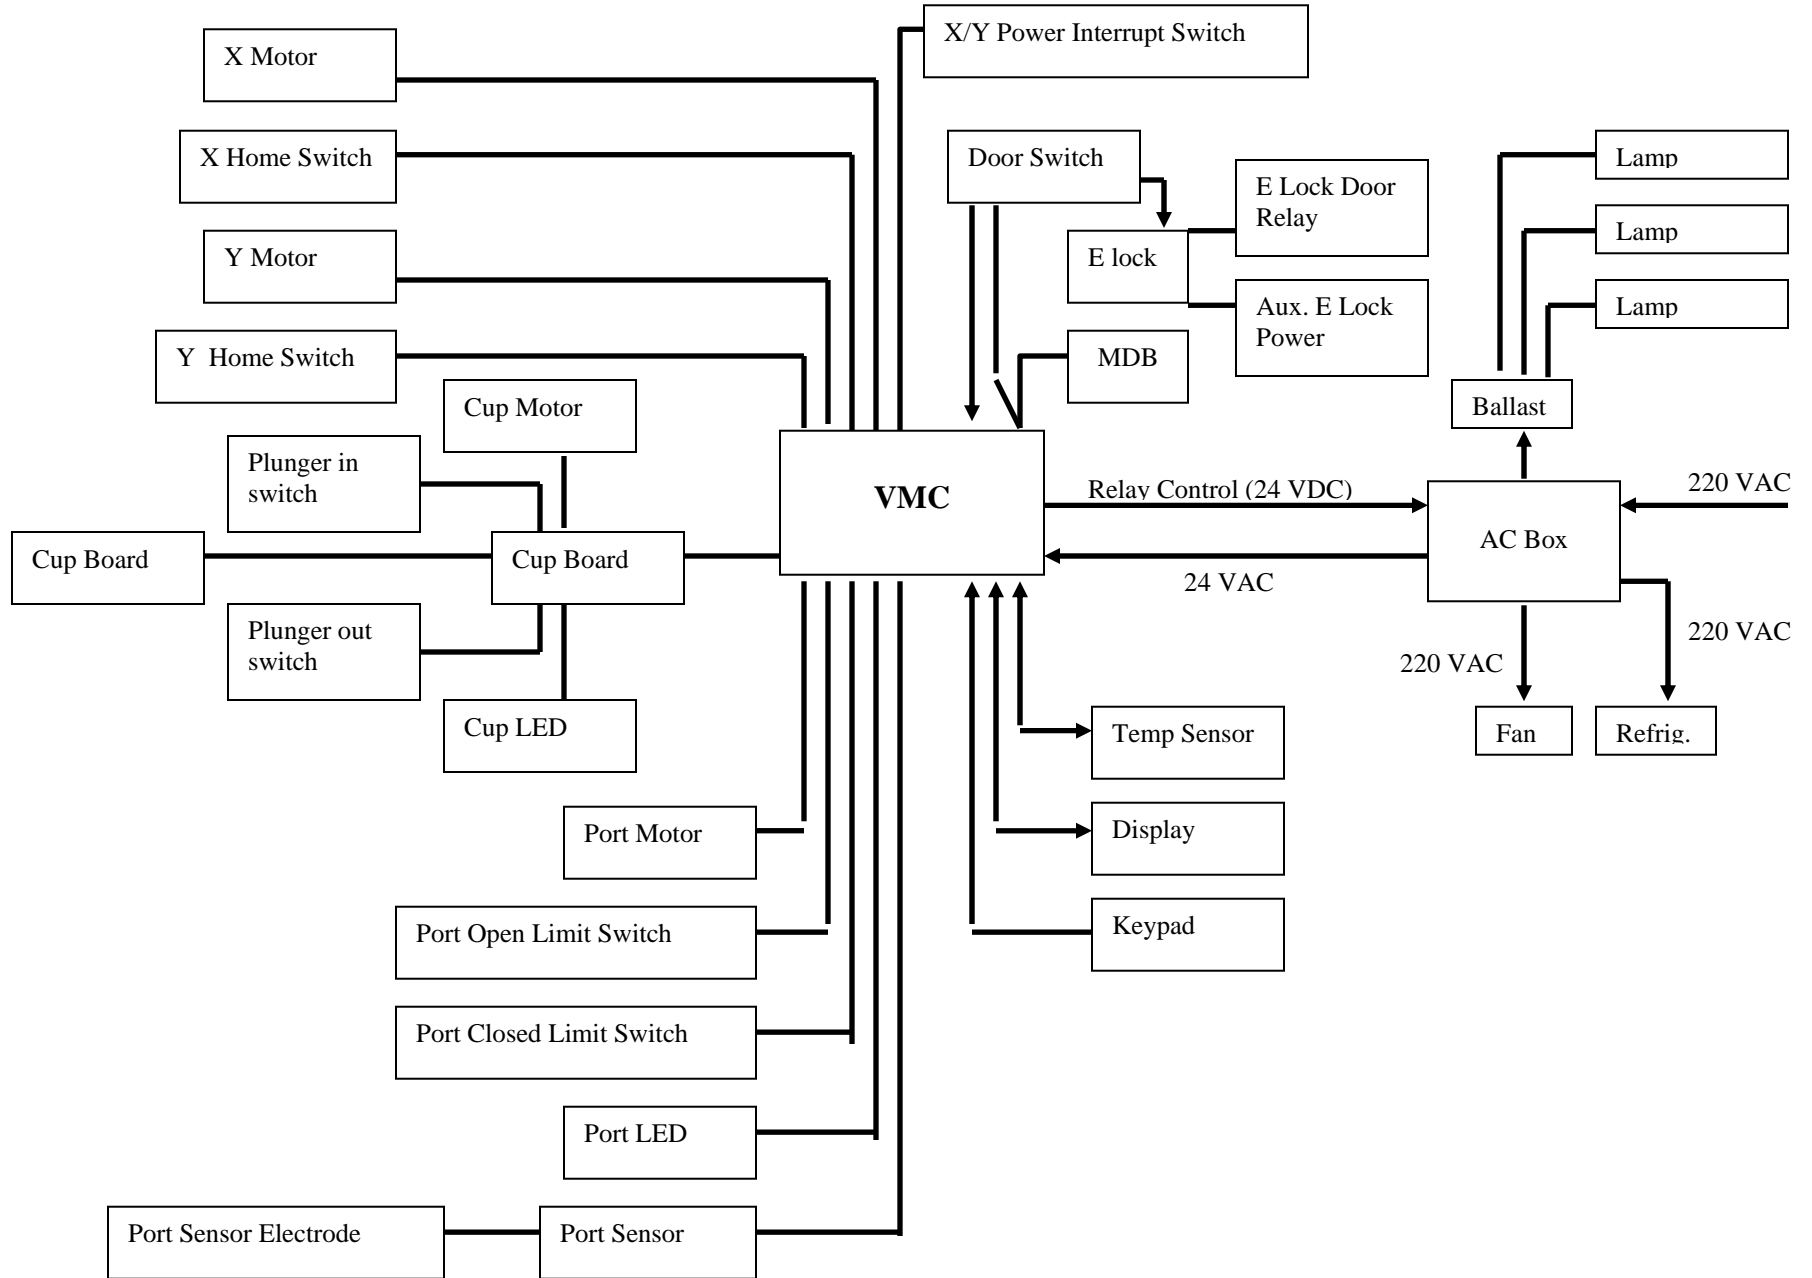 X/Y Power Interrupt Switch
X Motor
X Home Switch
Door Switch
Lamp
E Lock Door
Relay
Lamp
Y Motor
E lock
Lamp
Aux. E Lock
Power
Y  Home Switch
MDB
Cup Motor
Ballast
Plunger in
switch
VMC
Relay Control (24 VDC)
220 VAC
AC Box
Cup Board
Cup Board
24 VAC
Plunger out
switch
220 VAC
220 VAC
Cup LED
Temp Sensor
Fan
Refrig.
Port Motor
Display
Port Open Limit Switch
Keypad
Port Closed Limit Switch
Port LED
Port Sensor Electrode
Port Sensor